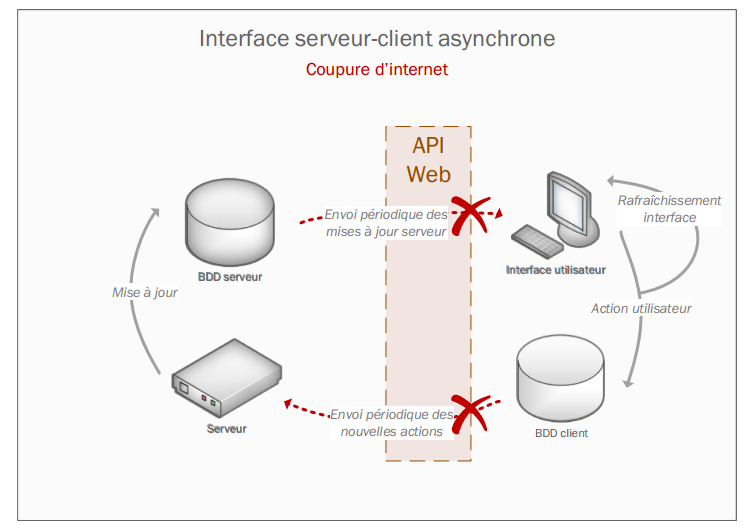 Interface serveur-client asynchrone
Coupure d'internet
API
Web
Envoi périodique des
mises à jour serveur
Rafraîchissement
interface
BDD serveur
Interface utilisateur
Mise à jour
Action utilisateur
Envoi périodique des
nouvelles actions
Serveur
BDD client